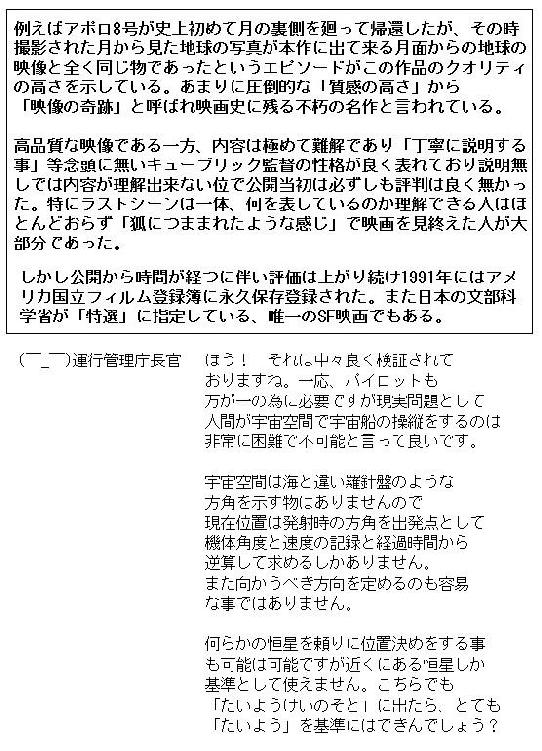 例えばアポロ8号が史上初めて月の裏側を廻って帰還したが、その時
撮影された月から見た地球の写真が本作に出て来る月面からの地球の
映像と全く同じ物であったというエピソードがこの作品のクオリティ
の高さを示している。あまりに圧倒的な「質感の高さ」から
「映像の奇跡」と呼ばれ映画史に残る不朽の名作と言われている。
高品質な映像である一方、内容は極めて難解であり「丁寧に説明する
事」等念頭に無いキューブリック監督の性格が良く表れており説明無
しでは内容が理解出来ない位で公開当初は必ずしも評判は良く無かっ
た。特にラストシーンは一体、何を表しているのか理解できる人はほ
とんどおらず「狐につままれたような感じ」で映画を見終えた人が大
部分であった。
しかし公開から時間が経つに伴い評価は上がり続け1991年にはアメ
リカ国立フィルム登録簿に永久保存登録された。また日本の文部科
学省が「特選」に指定している、唯一のSF映画でもある。
(￣_￣)運行管理庁長官 ほう! それは中々良く検証されて
おりますね。一応、パイロットも
万が一の為に必要ですが現実問題として
人間が宇宙空間で宇宙船の操縦をするのは
非常に困難で不可能と言って良いです。
宇宙空間は海と違い羅針盤のような
方角を示す物はありませんので
現在位置は発射時の方角を出発点として
機体角度と速度の記録と経過時間から
逆算して求めるしかありません。
また向かうべき方向を定めるのも容易
な事ではありません。
何らかの恒星を頼りに位置決めをする事
も可能は可能ですが近くにある恒星しか
基準として使えません。こちらでも
「たいようけいのそと」に出たら、とても
「たいよう」を基準にはできんでしょう?